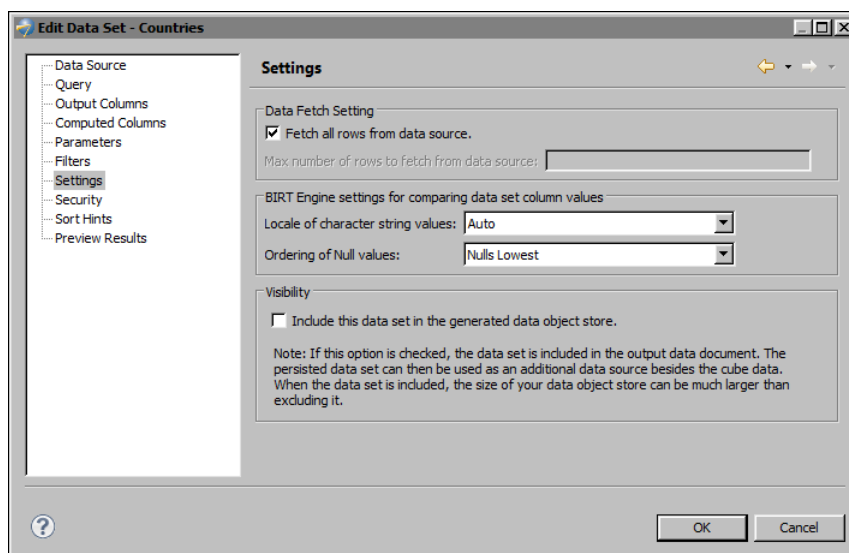 Edit Data Set - Countries
Data Source
Query
Output Columns
Computed Columns
Parameters
Filters
Settings
Security
Sort Hints
Preview Results
Settings
Data Fetch Setting
Fetch all rows from data source.
Max number of rows to fetch from data source:
BIRT Engine settings for comparing data set column values
Locale of character string values: Auto
Ordering of Null values: Nulls Lowest
Visibility
Include this data set in the generated data object store.
Note: If this option is checked, the data set is included in the output data document. The
persisted data set can then be used as an additional data source besides the cube data.
When the data set is included, the size of your data object store can be much larger than
excluding it.
?
OK
Cancel